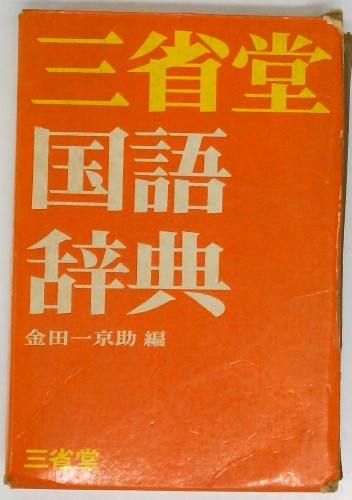 三省堂
国語
辞典
金田一京助 編
三省堂